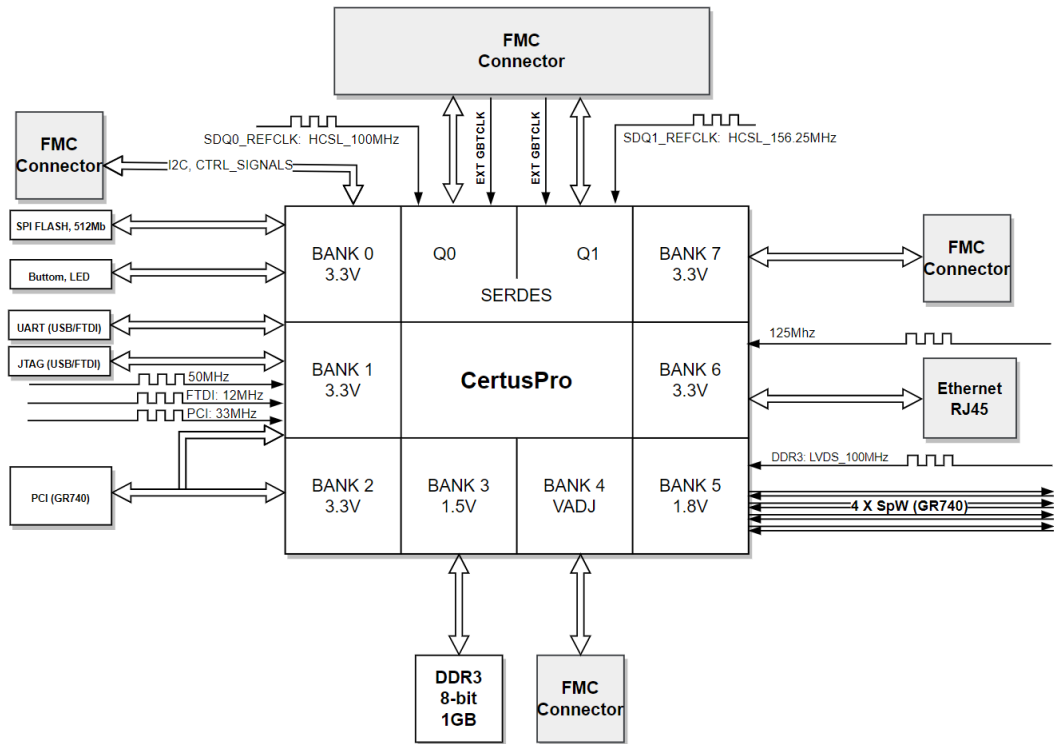 FMC
Connector
FMC
Connector
SDQ0_REFCLK: HCSL_100MHz
EXT GBTCLK
EXT GBTCLK
SDQ1_REFCLK: HCSL_156.25MHz
I2C, CTRL_SIGNALS
SPI FLASH, 512Mb
Buttom, LED
UART (USB/FTDI)
JTAG (USB/FTDI)
50MHz
FTDI: 12MHz
PCI: 33MHz
PCI (GR740)
BANK 0
3.3V
Q0
Q1
SERDES
BANK 7
3.3V
BANK 1
3.3V
CertusPro
BANK 6
3.3V
BANK 2
3.3V
BANK 3
1.5V
BANK 4
VADJ
BANK 5
1.8V
FMC
Connector
125Mhz
Ethernet
RJ45
DDR3: LVDS_100MHz
4 X SpW (GR740)
DDR3
8-bit
1GB
FMC
Connector